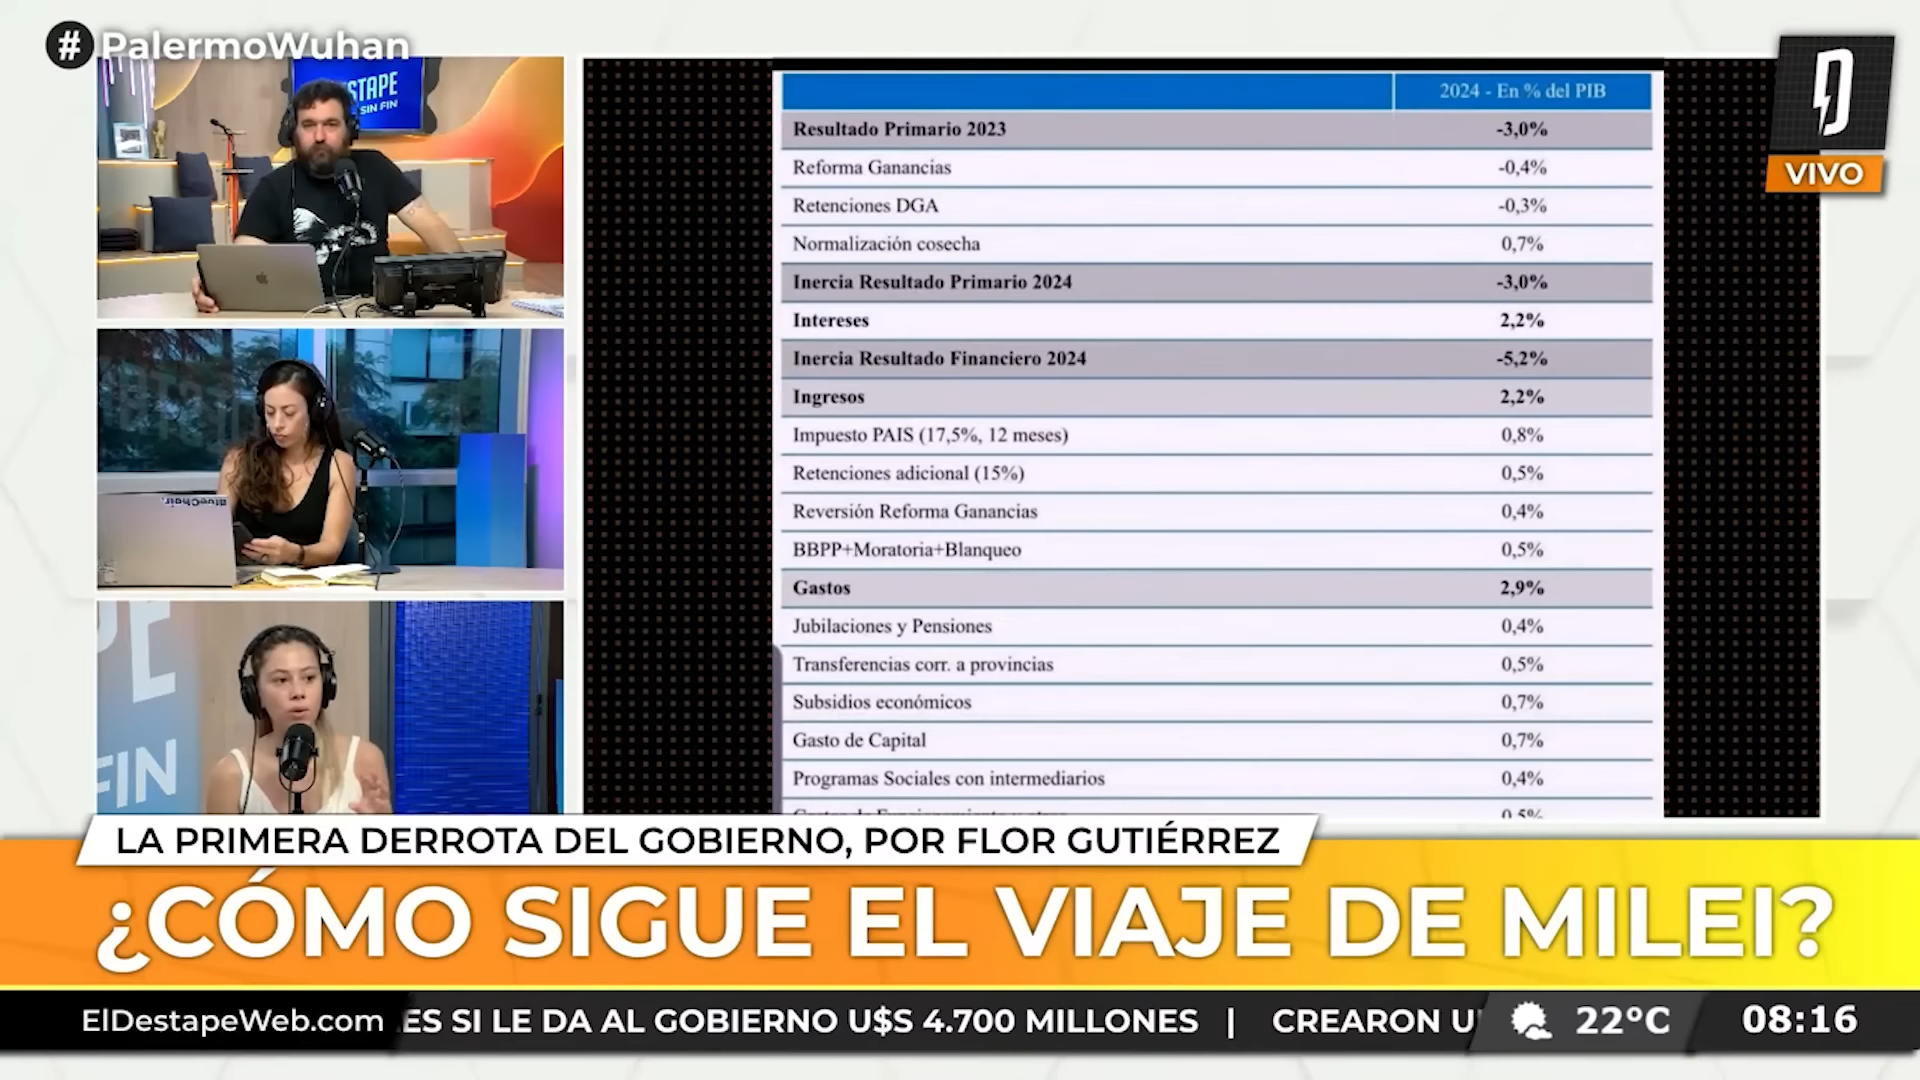 #PalermoWuhan
STAPE
SIN FIN
BlueChair.
PE
FIN
2024 - En % del PIB
Resultado Primario 2023 -3,0%
Reforma Ganancias -0,4%
Retenciones DGA -0,3%
Normalización cosecha 0,7%
Inercia Resultado Primario 2024 -3,0%
Intereses 2,2%
Inercia Resultado Financiero 2024 -5,2%
Ingresos 2,2%
Impuesto PAIS (17,5%, 12 meses) 0,8%
Retenciones adicional (15%) 0,5%
Reversión Reforma Ganancias 0,4%
BBPP+Moratoria+Blanqueo 0,5%
Gastos 2,9%
Jubilaciones y Pensiones 0,4%
Transferencias corr. a provincias 0,5%
Subsidios económicos 0,7%
Gasto de Capital 0,7%
Programas Sociales con intermediarios 0,4%
0,5%
VIVO
LA PRIMERA DERROTA DEL GOBIERNO, POR FLOR GUTIÉRREZ
¿CÓMO SIGUE EL VIAJE DE MILEI?
ElDestapeWeb.com ES SI LE DA AL GOBIERNO U$S 4.700 MILLONES | CREARON U 22°C 08:16